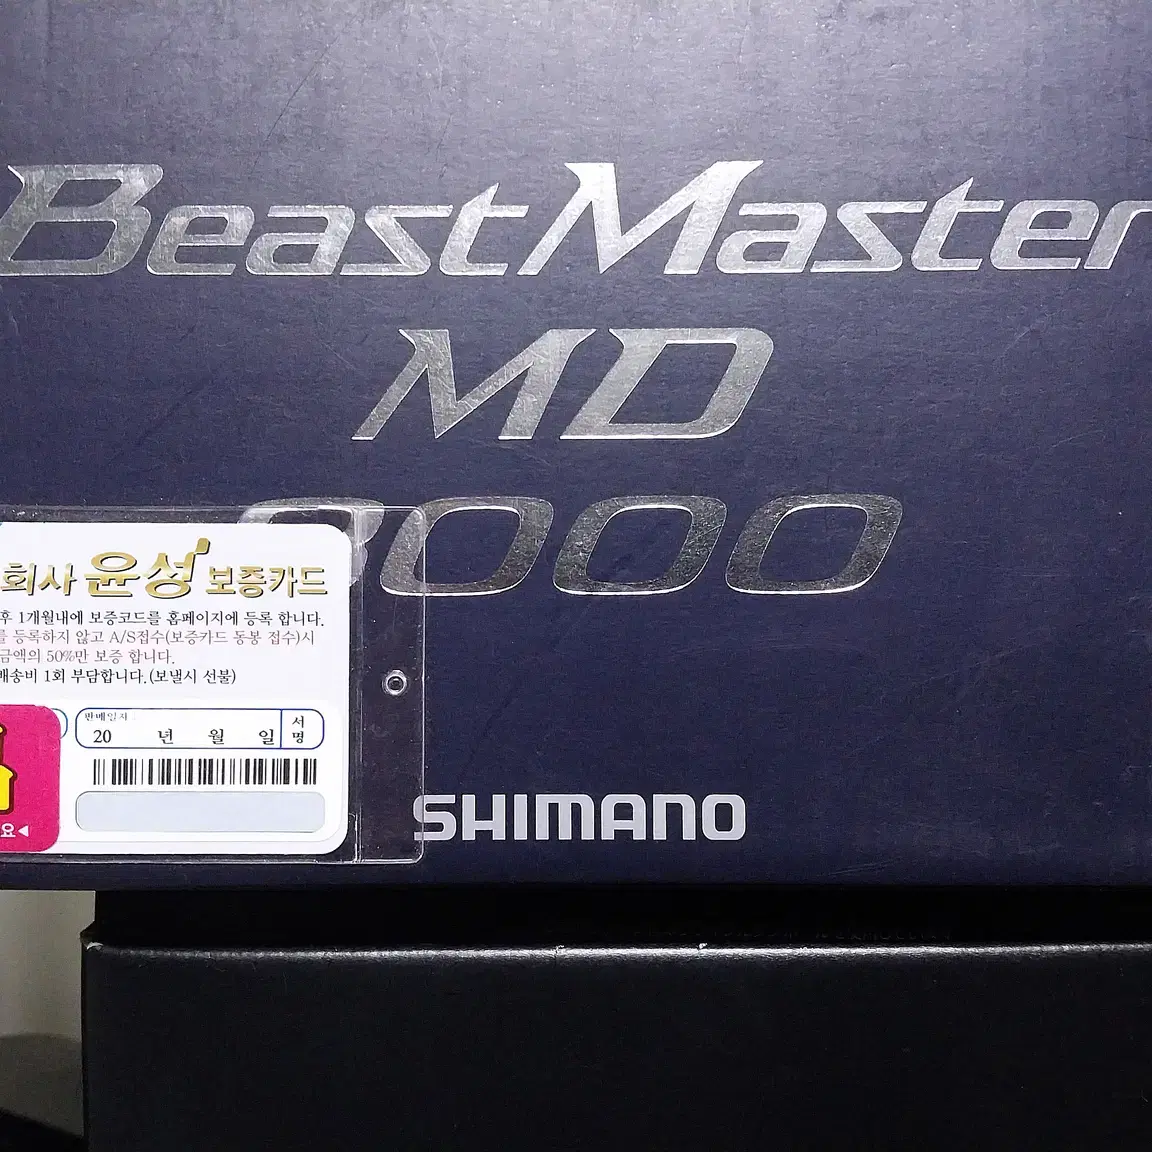 BeastMaster
MD
000
회사 윤성 보증카드
후 1개월내에 보증코드를 홈페이지에 등록 합니다.
를 등록하지 않고 A/S접수(보증카드 동봉 접수)시
금액의 50%만 보증 합니다.
배송비 1회 부담합니다.(보낼시 선불)
판매일자
20 년 월 일 서명
요◀
SHIMANO